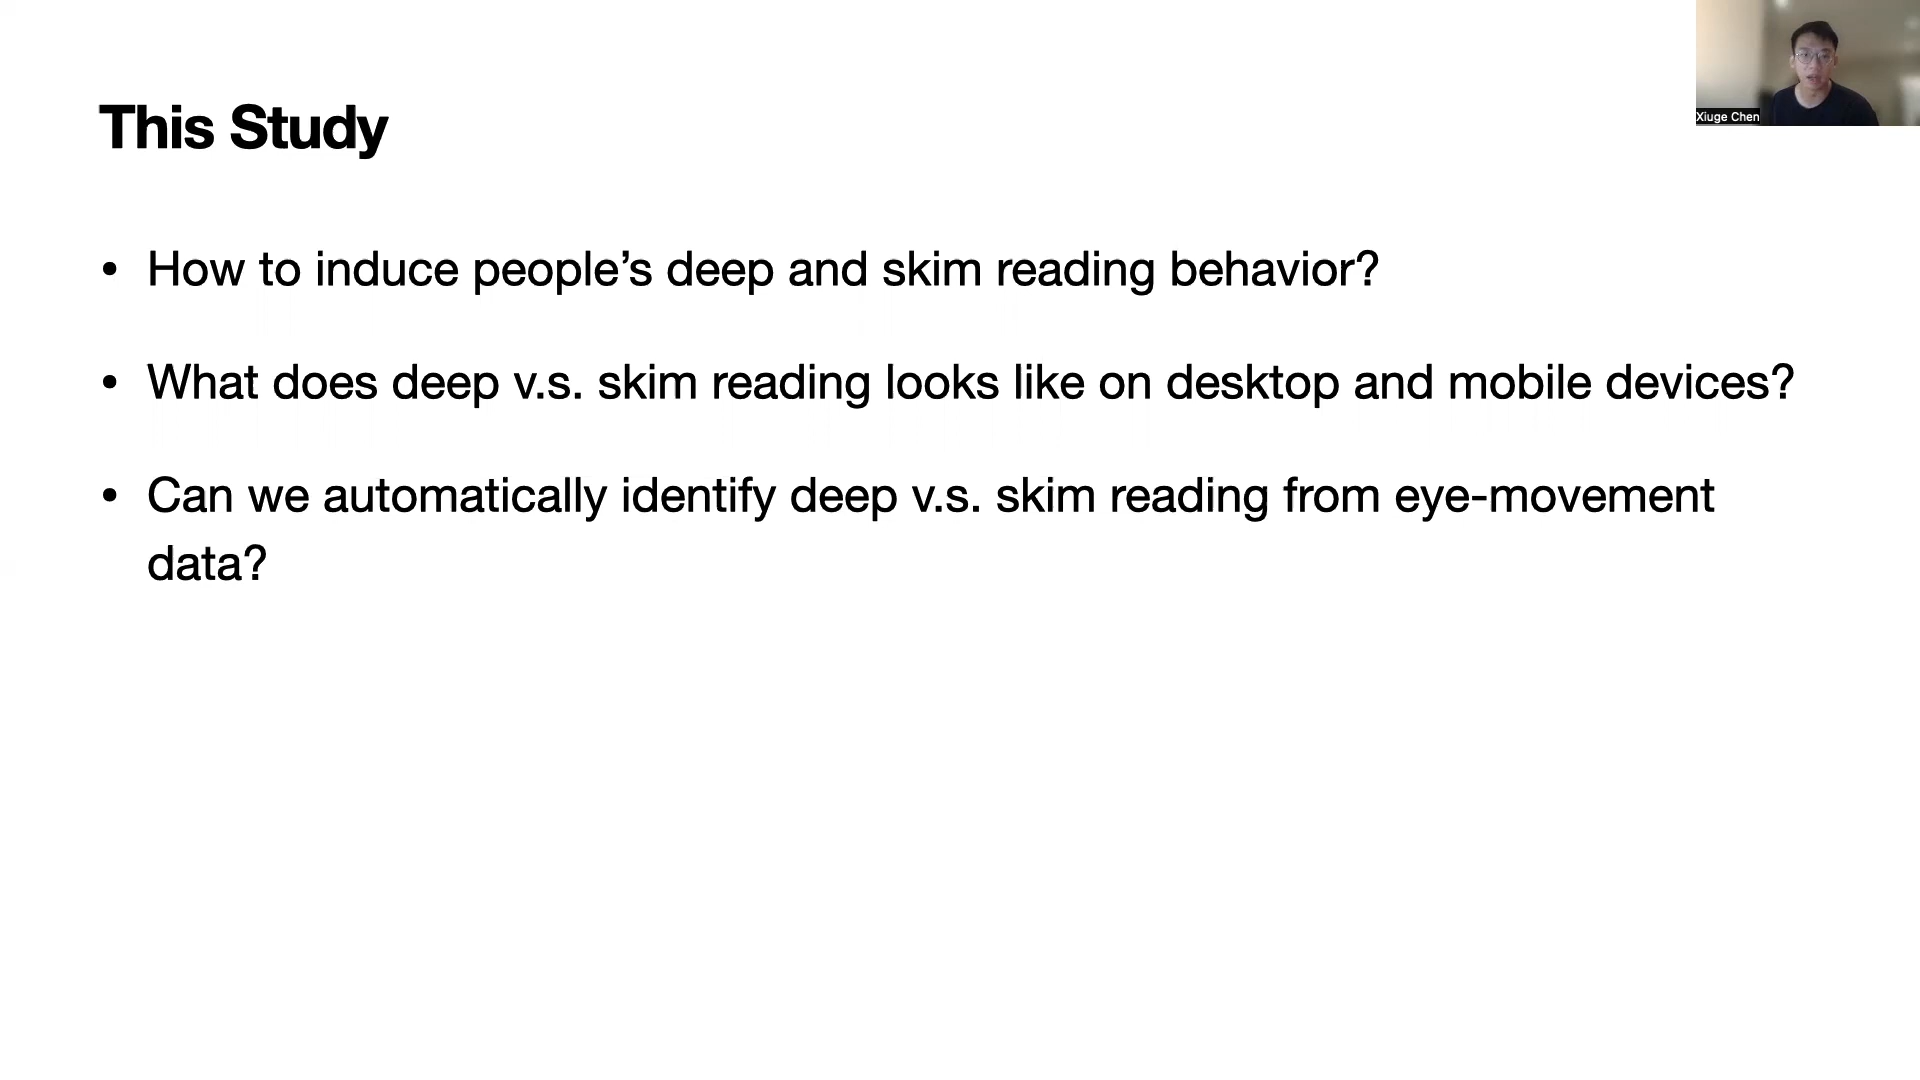 Xiuge Chen
This Study
• How to induce people’s deep and skim reading behavior?
• What does deep v.s. skim reading looks like on desktop and mobile devices?
• Can we automatically identify deep v.s. skim reading from eye-movement
data?